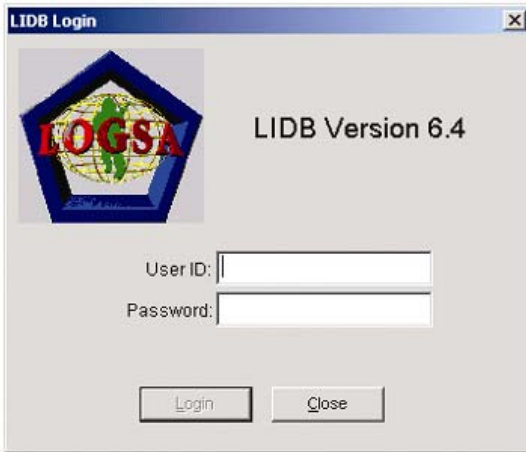 LIDB Login
LOGSA
LIDB Version 6.4
User ID:
Password:
Login
Close